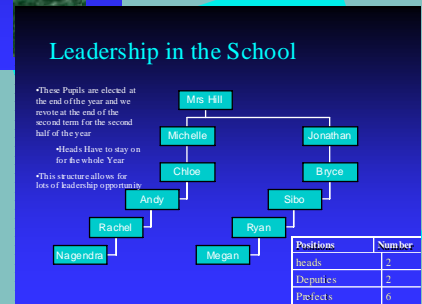 Leadership in the School
•These Pupils are elected at
the end of the year and we
revote at the end of the
second term for the second
half of the year
•Heads Have to stay on
for the whole Year
•This structure allows for
lots of leadership opportunity
Mrs Hill
Michelle
Jonathan
Chloe
Bryce
Andy
Sibo
Rachel
Ryan
Nagendra
Megan
Positions Number
heads 2
Deputies 2
Prefects 6